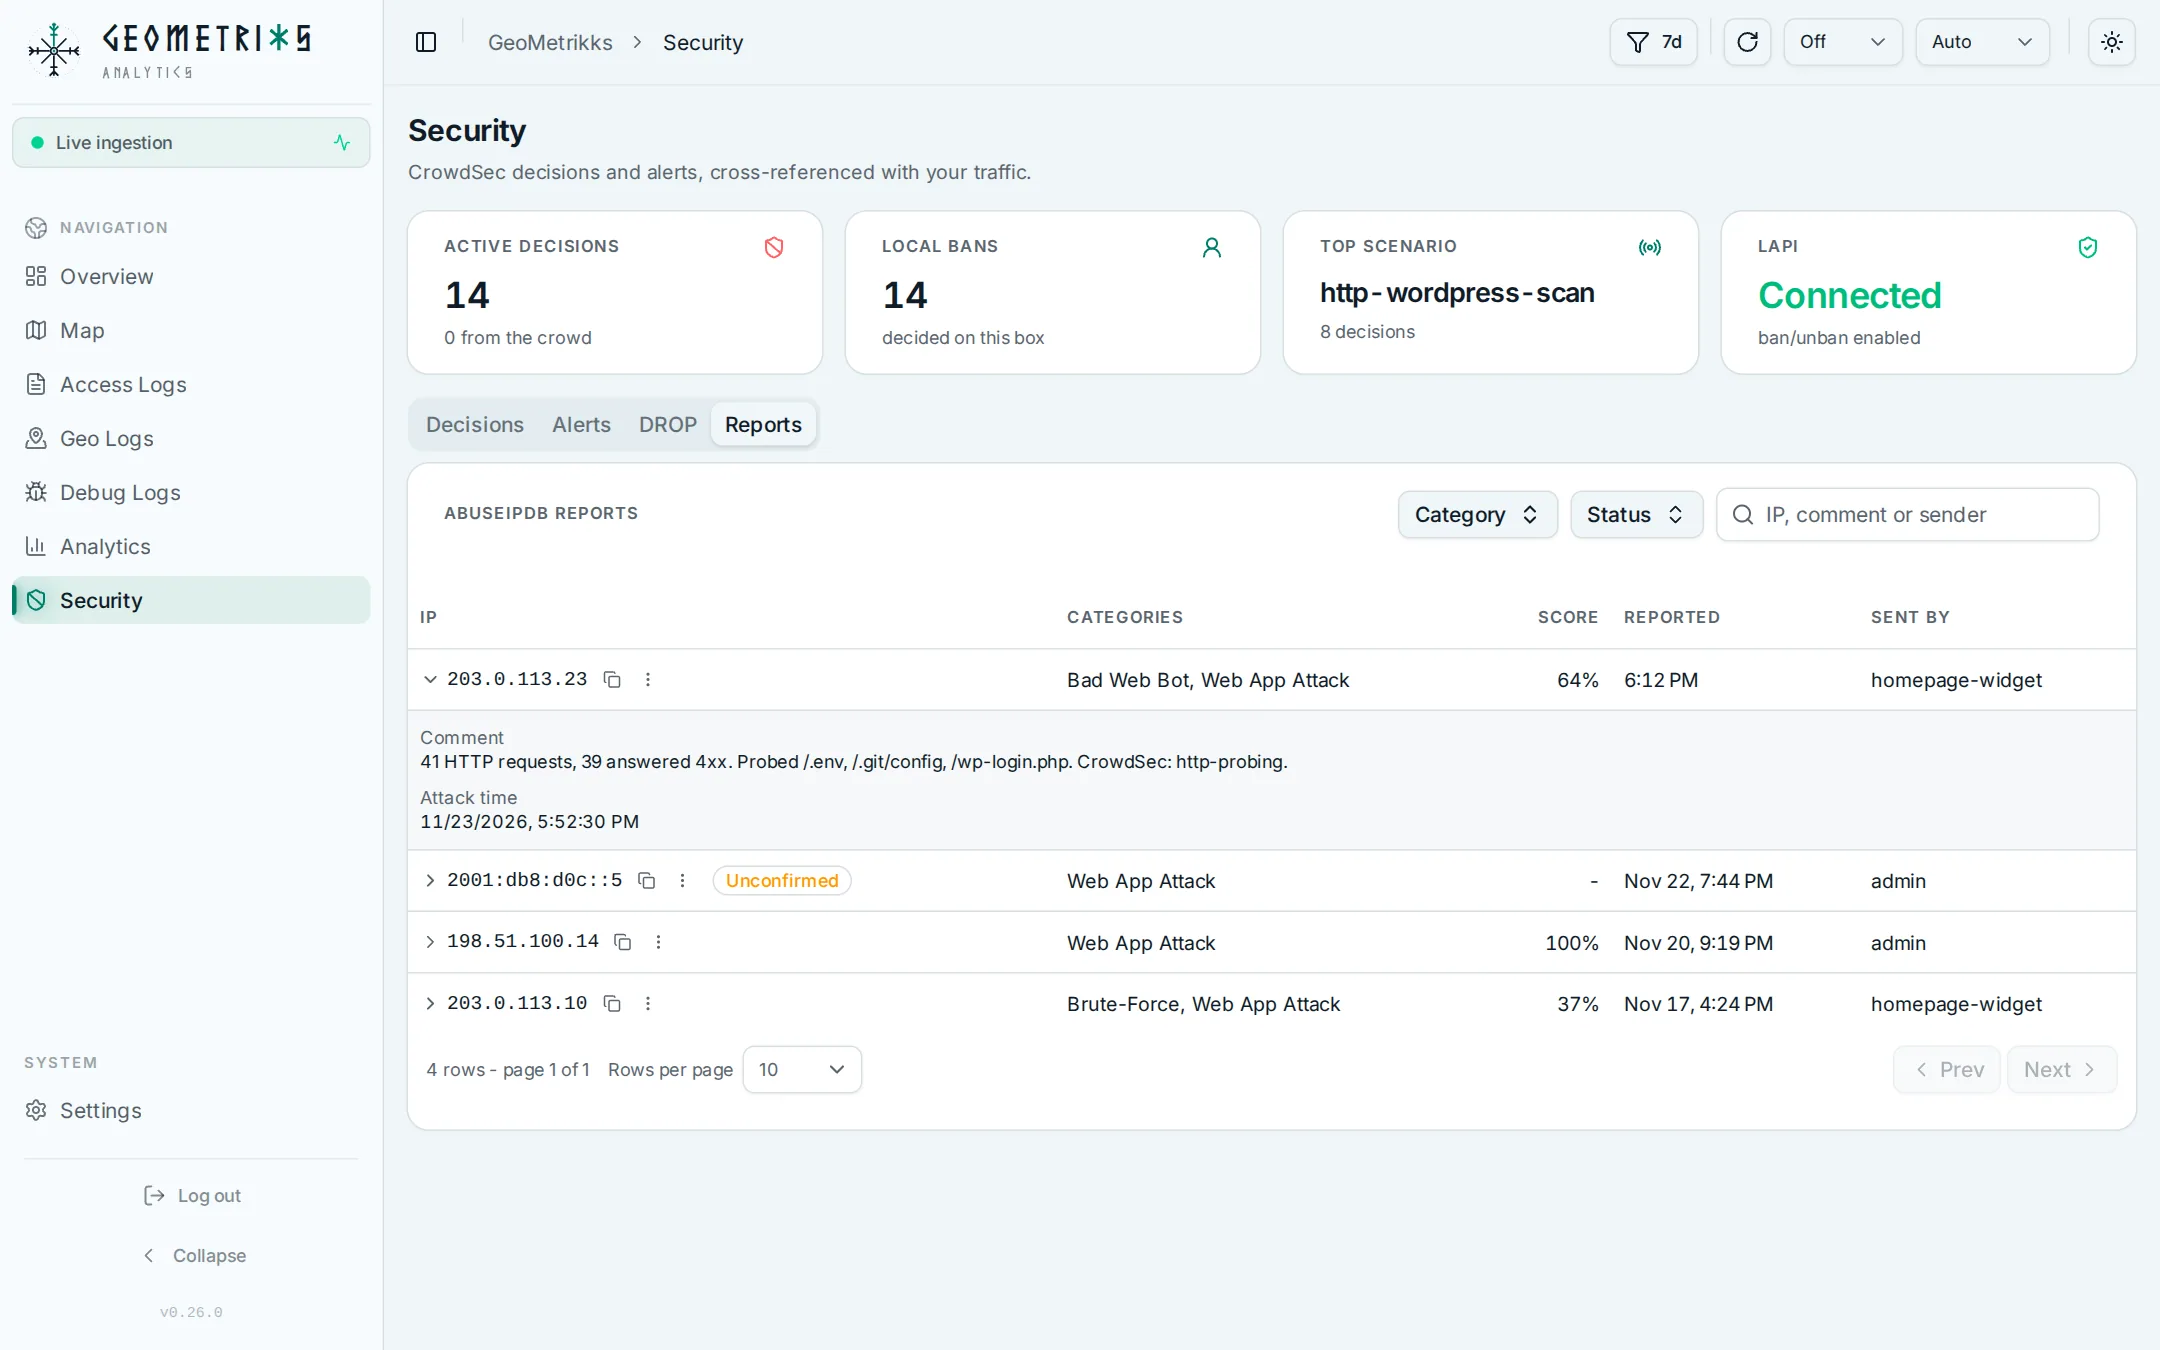 GEOMETRIKS
ANALYTICS
Live ingestion
NAVIGATION
Overview
Map
Access Logs
Geo Logs
Debug Logs
Analytics
Security
SYSTEM
Settings
Log out
Collapse
v0.26.0
GeoMetrikks > Security
7d
Off
Auto
Security
CrowdSec decisions and alerts, cross-referenced with your traffic.
ACTIVE DECISIONS
14
0 from the crowd
LOCAL BANS
14
decided on this box
TOP SCENARIO
http-wordpress-scan
8 decisions
LAPI
Connected
ban/unban enabled
Decisions Alerts DROP Reports
ABUSEIPDB REPORTS
Category Status IP, comment or sender
IP CATEGORIES SCORE REPORTED SENT BY
203.0.113.23 Bad Web Bot, Web App Attack 64% 6:12 PM homepage-widget
Comment
41 HTTP requests, 39 answered 4xx. Probed /.env, /.git/config, /wp-login.php. CrowdSec: http-probing.
Attack time
11/23/2026, 5:52:30 PM
2001:db8:d0c::5 Unconfirmed Web App Attack - Nov 22, 7:44 PM admin
198.51.100.14 Web App Attack 100% Nov 20, 9:19 PM admin
203.0.113.10 Brute-Force, Web App Attack 37% Nov 17, 4:24 PM homepage-widget
4 rows - page 1 of 1 Rows per page 10 Prev Next